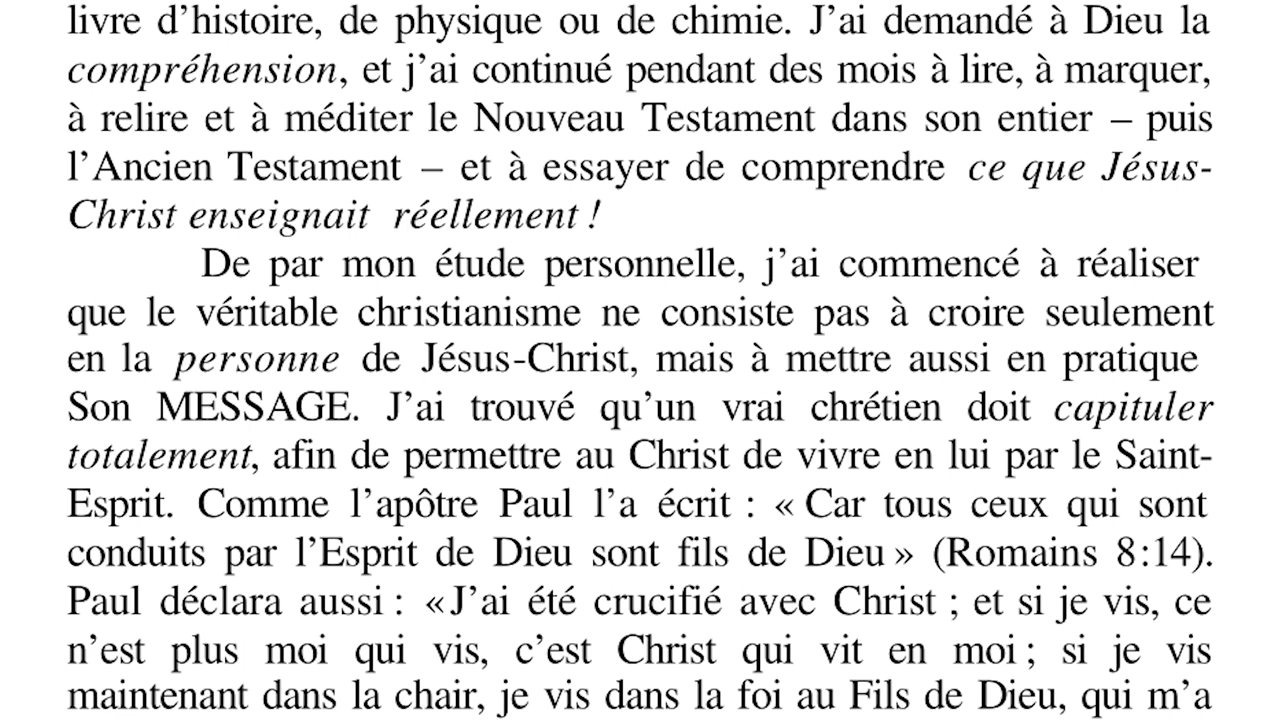 livre d’histoire, de physique ou de chimie. J’ai demandé à Dieu la
compréhension, et j’ai continué pendant des mois à lire, à marquer,
à relire et à méditer le Nouveau Testament dans son entier – puis
l’Ancien Testament – et à essayer de comprendre ce que Jésus-
Christ enseignait réellement !
De par mon étude personnelle, j’ai commencé à réaliser
que le véritable christianisme ne consiste pas à croire seulement
en la personne de Jésus-Christ, mais à mettre aussi en pratique
Son MESSAGE. J’ai trouvé qu’un vrai chrétien doit capituler
totalement, afin de permettre au Christ de vivre en lui par le Saint-
Esprit. Comme l’apôtre Paul l’a écrit : « Car tous ceux qui sont
conduits par l’Esprit de Dieu sont fils de Dieu » (Romains 8:14).
Paul déclara aussi : « J’ai été crucifié avec Christ ; et si je vis, ce
n’est plus moi qui vis, c’est Christ qui vit en moi ; si je vis
maintenant dans la chair, je vis dans la foi au Fils de Dieu, qui m’a